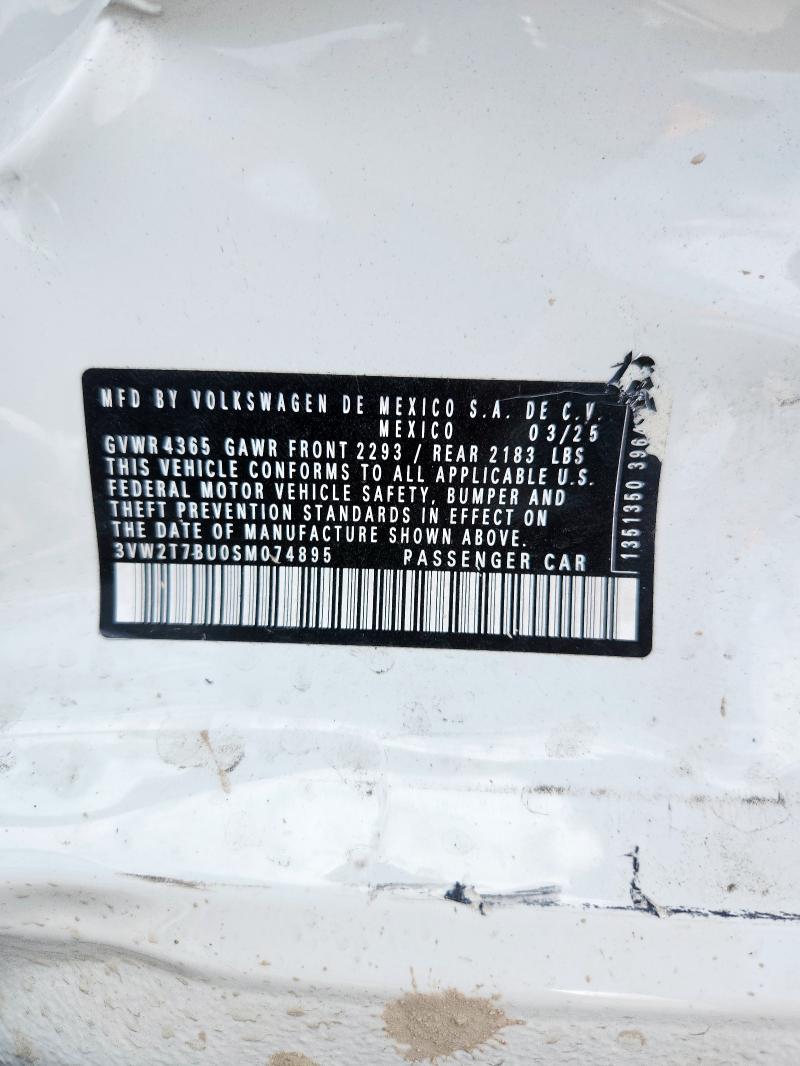 MFD BY VOLKSWAGEN DE MEXICO S.A. DE C.V.
MEXICO 03/25
GVWR 4365 GAWR FRONT 2293 / REAR 2183 LBS
THIS VEHICLE CONFORMS TO ALL APPLICABLE U.S.
FEDERAL MOTOR VEHICLE SAFETY, BUMPER AND
THEFT PREVENTION STANDARDS IN EFFECT ON
THE DATE OF MANUFACTURE SHOWN ABOVE.
3VW2T7BU0SM074895 PASSENGER CAR
1351350